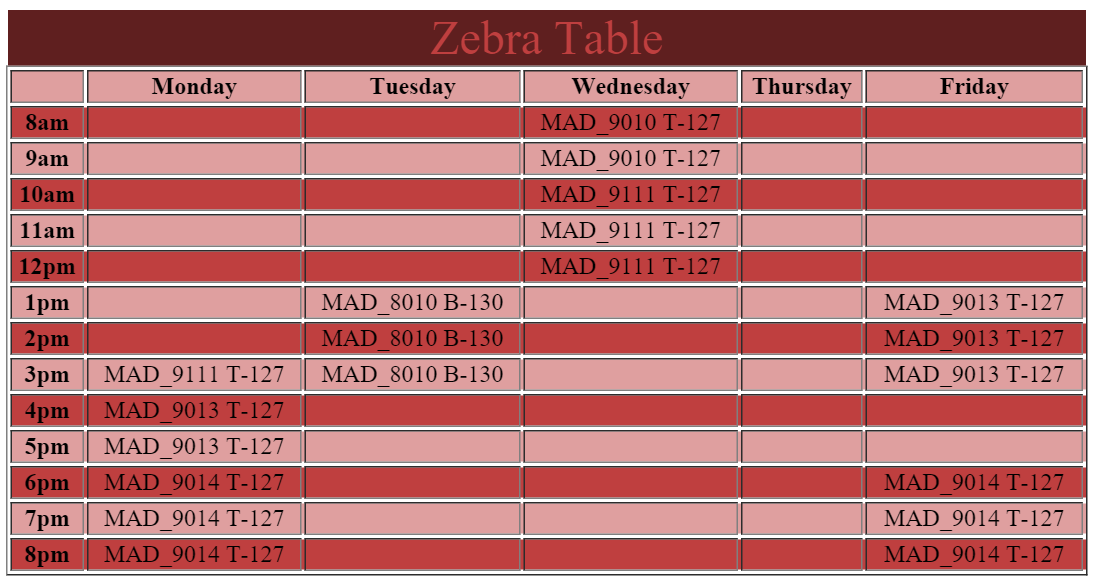 Zebra Table
Monday Tuesday Wednesday Thursday Friday
8am MAD_9010 T-127
9am MAD_9010 T-127
10am MAD_9111 T-127
11am MAD_9111 T-127
12pm MAD_9111 T-127
1pm MAD_8010 B-130 MAD_9013 T-127
2pm MAD_8010 B-130 MAD_9013 T-127
3pm MAD_9111 T-127 MAD_8010 B-130 MAD_9013 T-127
4pm MAD_9013 T-127
5pm MAD_9013 T-127
6pm MAD_9014 T-127 MAD_9014 T-127
7pm MAD_9014 T-127 MAD_9014 T-127
8pm MAD_9014 T-127 MAD_9014 T-127